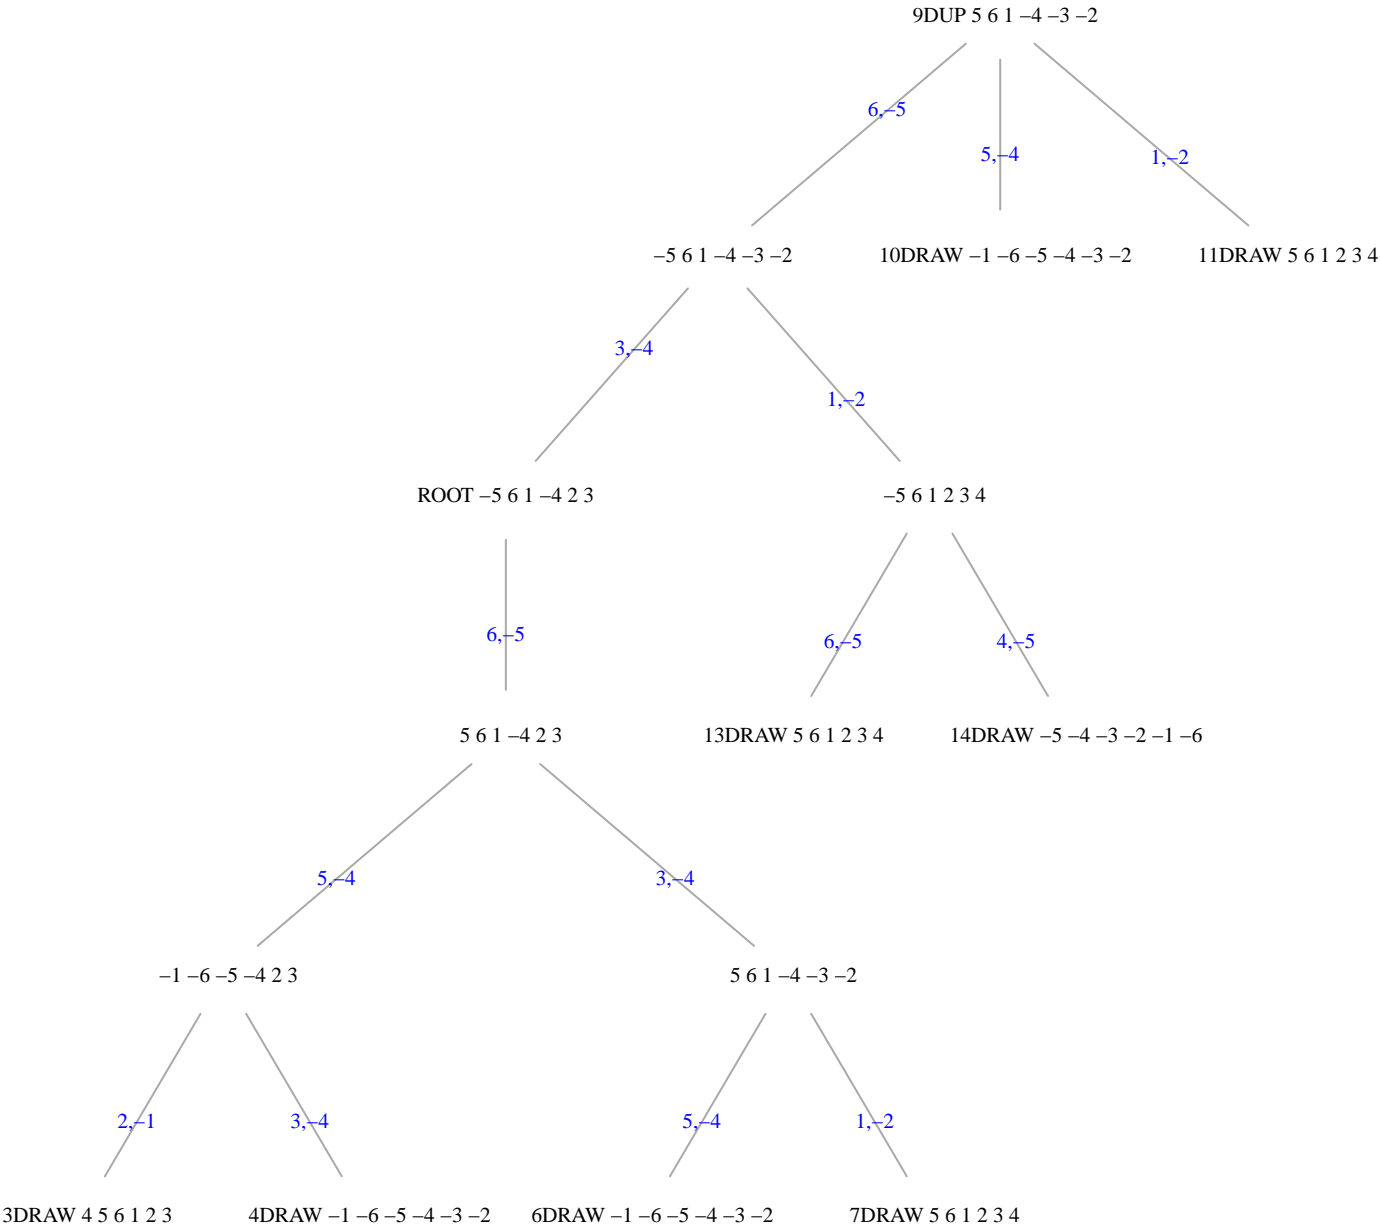 9DUP 5 6 1 –4 –3 –2
6,–5
5,–4
1,–2
–5 6 1 –4 –3 –2
10DRAW –1 –6 –5 –4 –3 –2
11DRAW 5 6 1 2 3 4
3,–4
1,–2
ROOT –5 6 1 –4 2 3
–5 6 1 2 3 4
6,–5
6,–5
4,–5
5 6 1 –4 2 3
13DRAW 5 6 1 2 3 4
14DRAW –5 –4 –3 –2 –1 –6
5,–4
3,–4
–1 –6 –5 –4 2 3
5 6 1 –4 –3 –2
2,–1
3,–4
5,–4
1,–2
3DRAW 4 5 6 1 2 3
4DRAW –1 –6 –5 –4 –3 –2
6DRAW –1 –6 –5 –4 –3 –2
7DRAW 5 6 1 2 3 4